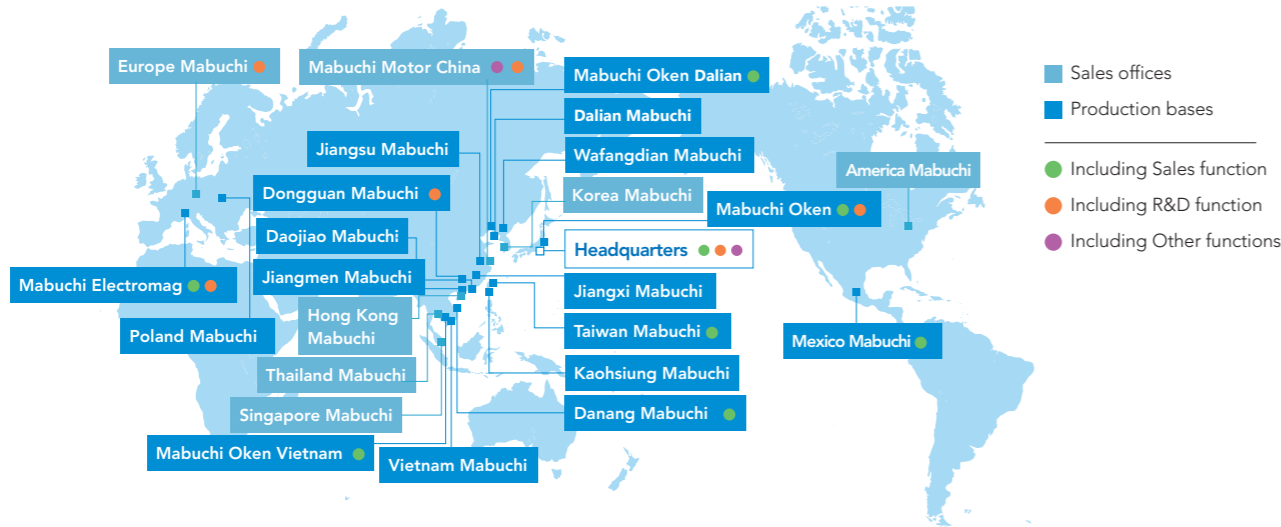 Europe Mabuchi
Mabuchi Motor China
Mabuchi Oken Dalian
Dalian Mabuchi
Jiangsu Mabuchi
Wafangdian Mabuchi
Dongguan Mabuchi
Korea Mabuchi
Mabuchi Oken
Daojiao Mabuchi
Headquarters
Jiangmen Mabuchi
Mabuchi Electromag
Jiangxi Mabuchi
Hong Kong
Mabuchi
Poland Mabuchi
Taiwan Mabuchi
Thailand Mabuchi
Kaohsiung Mabuchi
Singapore Mabuchi
Danang Mabuchi
Mabuchi Oken Vietnam
Vietnam Mabuchi
America Mabuchi
Mexico Mabuchi
Sales offices
Production bases
Including Sales function
Including R&D function
Including Other functions